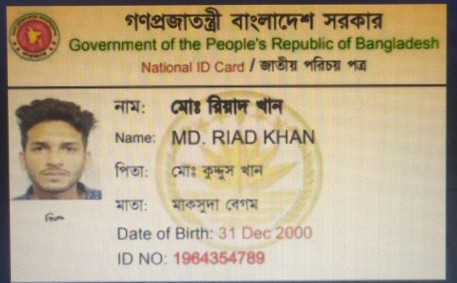 গণপ্রজাতন্ত্রী বাংলাদেশ সরকার
Government of the People's Republic of Bangladesh
National ID Card / জাতীয় পরিচয় পত্র
নাম: মোঃ রিয়াদ খান
Name: MD. RIAD KHAN
পিতা: মোঃ কুদ্দুস খান
মাতা: মাকসুদা বেগম
Date of Birth: 31 Dec 2000
ID NO: 1964354789